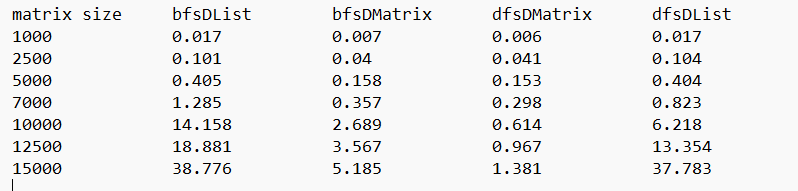 matrix size bfsDList bfsDMatrix dfsDMatrix dfsDList
1000 0.017 0.007 0.006 0.017
2500 0.101 0.04 0.041 0.104
5000 0.405 0.158 0.153 0.404
7000 1.285 0.357 0.298 0.823
10000 14.158 2.689 0.614 6.218
12500 18.881 3.567 0.967 13.354
15000 38.776 5.185 1.381 37.783